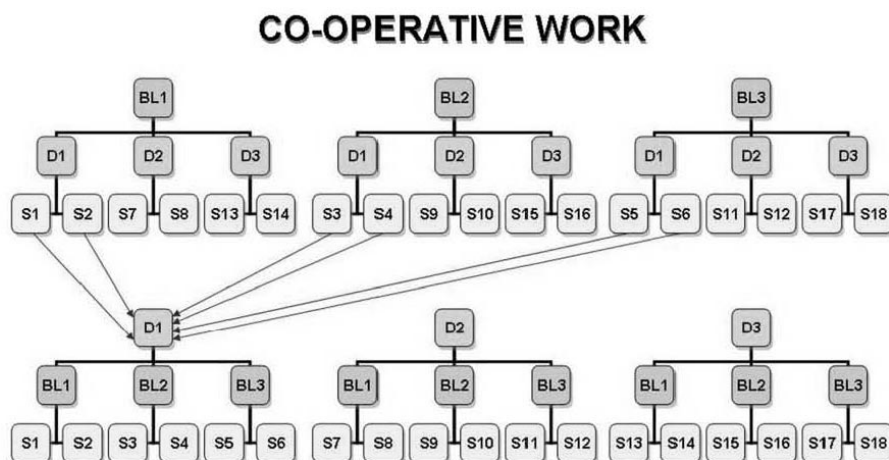 CO-OPERATIVE WORK
BL1 BL2 BL3
D1 D2 D3 D1 D2 D3 D1 D2 D3
S1 S2 S7 S8 S13 S14 S3 S4 S9 S10 S15 S16 S5 S6 S11 S12 S17 S18
D1 D2 D3
BL1 BL2 BL3 BL1 BL2 BL3 BL1 BL2 BL3
S1 S2 S3 S4 S5 S6 S7 S8 S9 S10 S11 S12 S13 S14 S15 S16 S17 S18